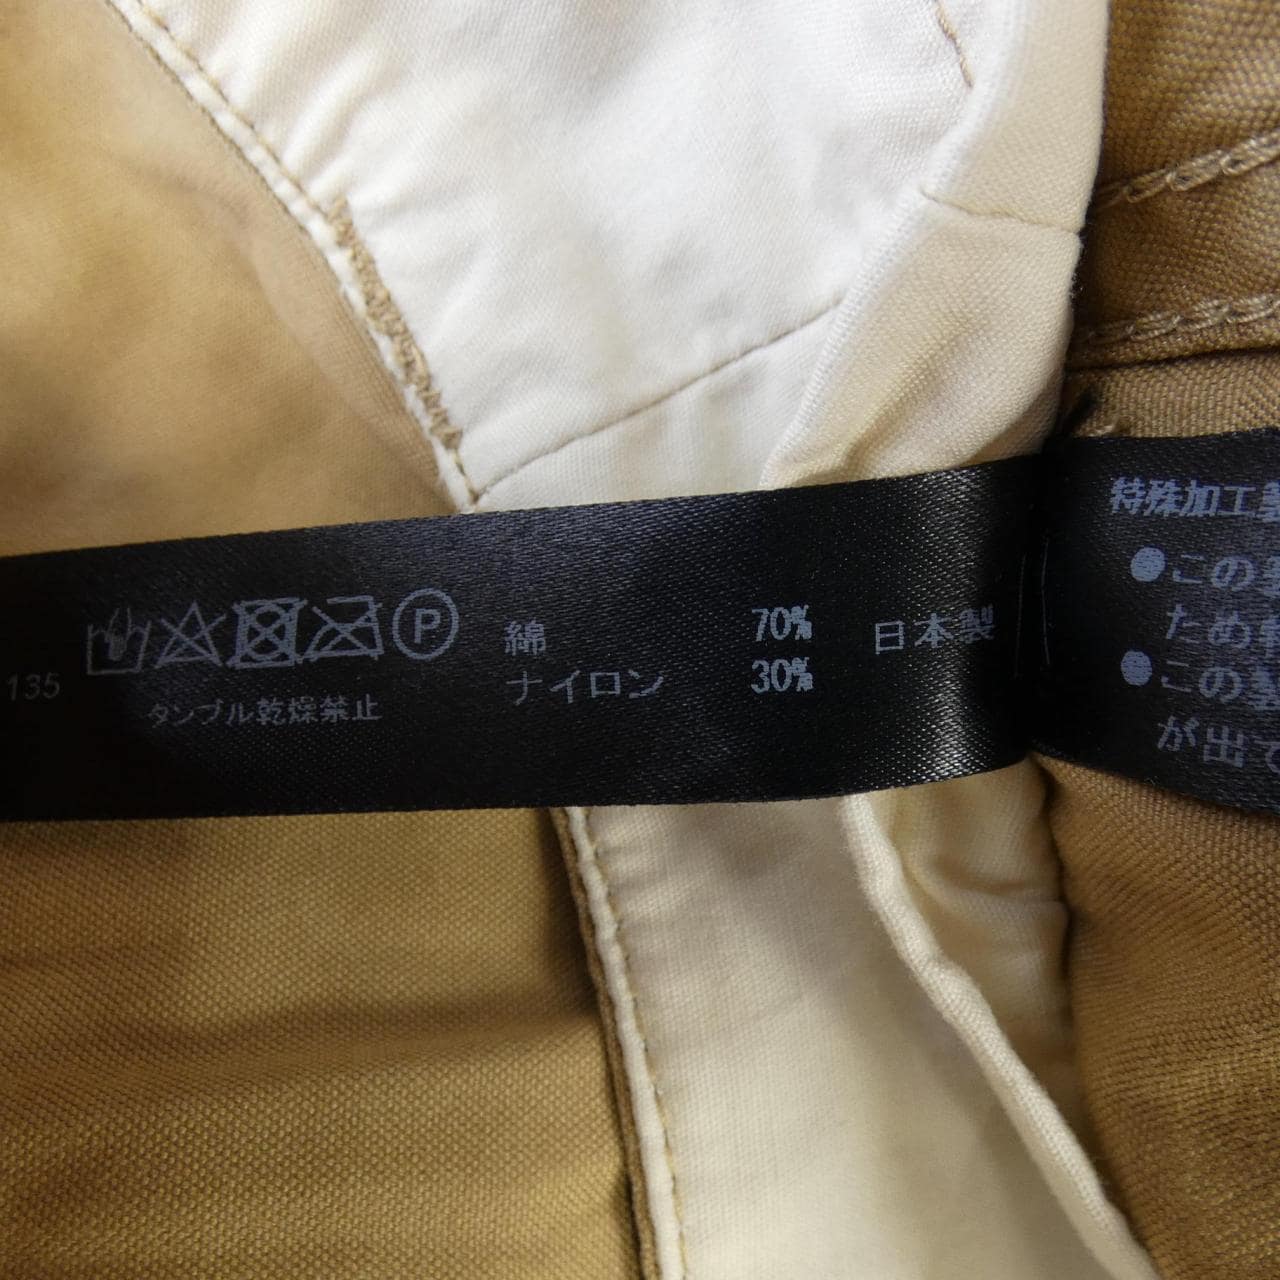 135
P
タンブル乾燥禁止
綿 70%
ナイロン 30%
日本製
特殊加工製
●この製
ため軽
●この製
が出て